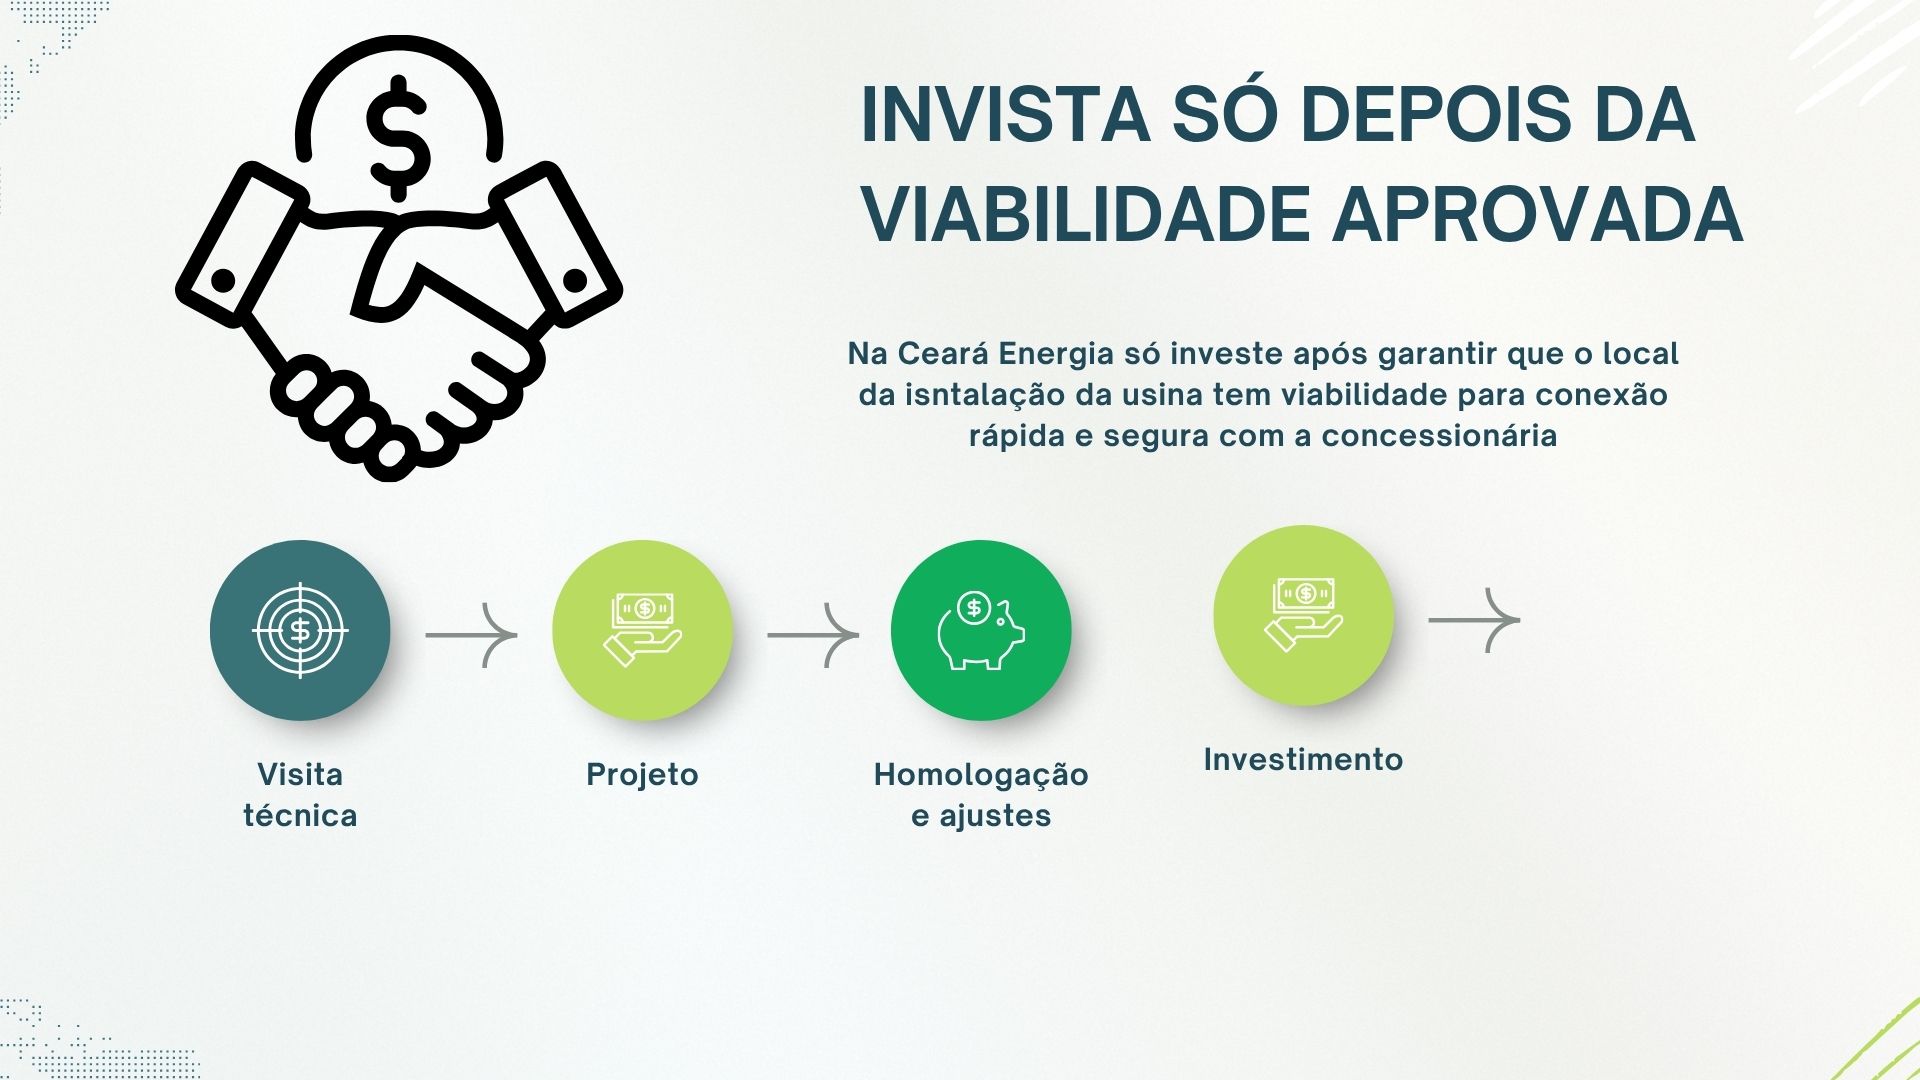 INVISTA SÓ DEPOIS DA
VIABILIDADE APROVADA
Na Ceará Energia só investe após garantir que o local
da isntalação da usina tem viabilidade para conexão
rápida e segura com a concessionária
Visita
técnica
Projeto
Homologação
e ajustes
Investimento